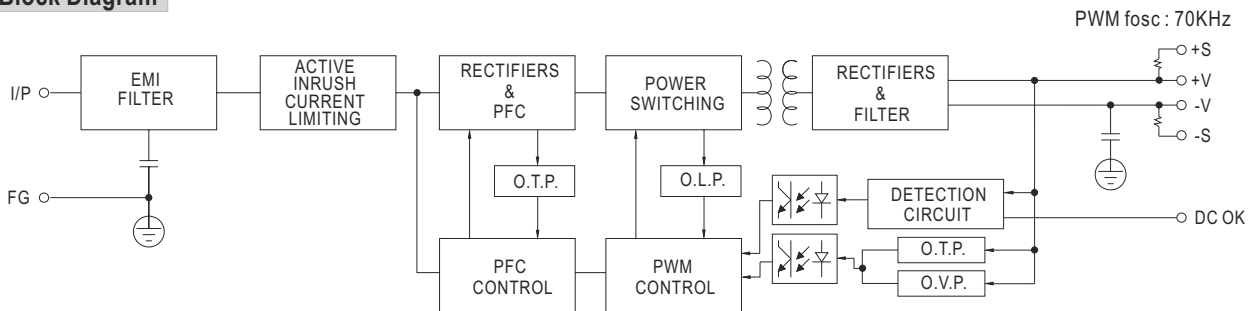 Block Diagram
PWM fosc : 70KHz
I/P
EMI
FILTER
ACTIVE
INRUSH
CURRENT
LIMITING
RECTIFIERS
&
PFC
POWER
SWITCHING
RECTIFIERS
&
FILTER
+S
+V
-V
-S
FG
O.T.P.
O.L.P.
DETECTION
CIRCUIT
DC OK
PFC
CONTROL
PWM
CONTROL
O.T.P.
O.V.P.